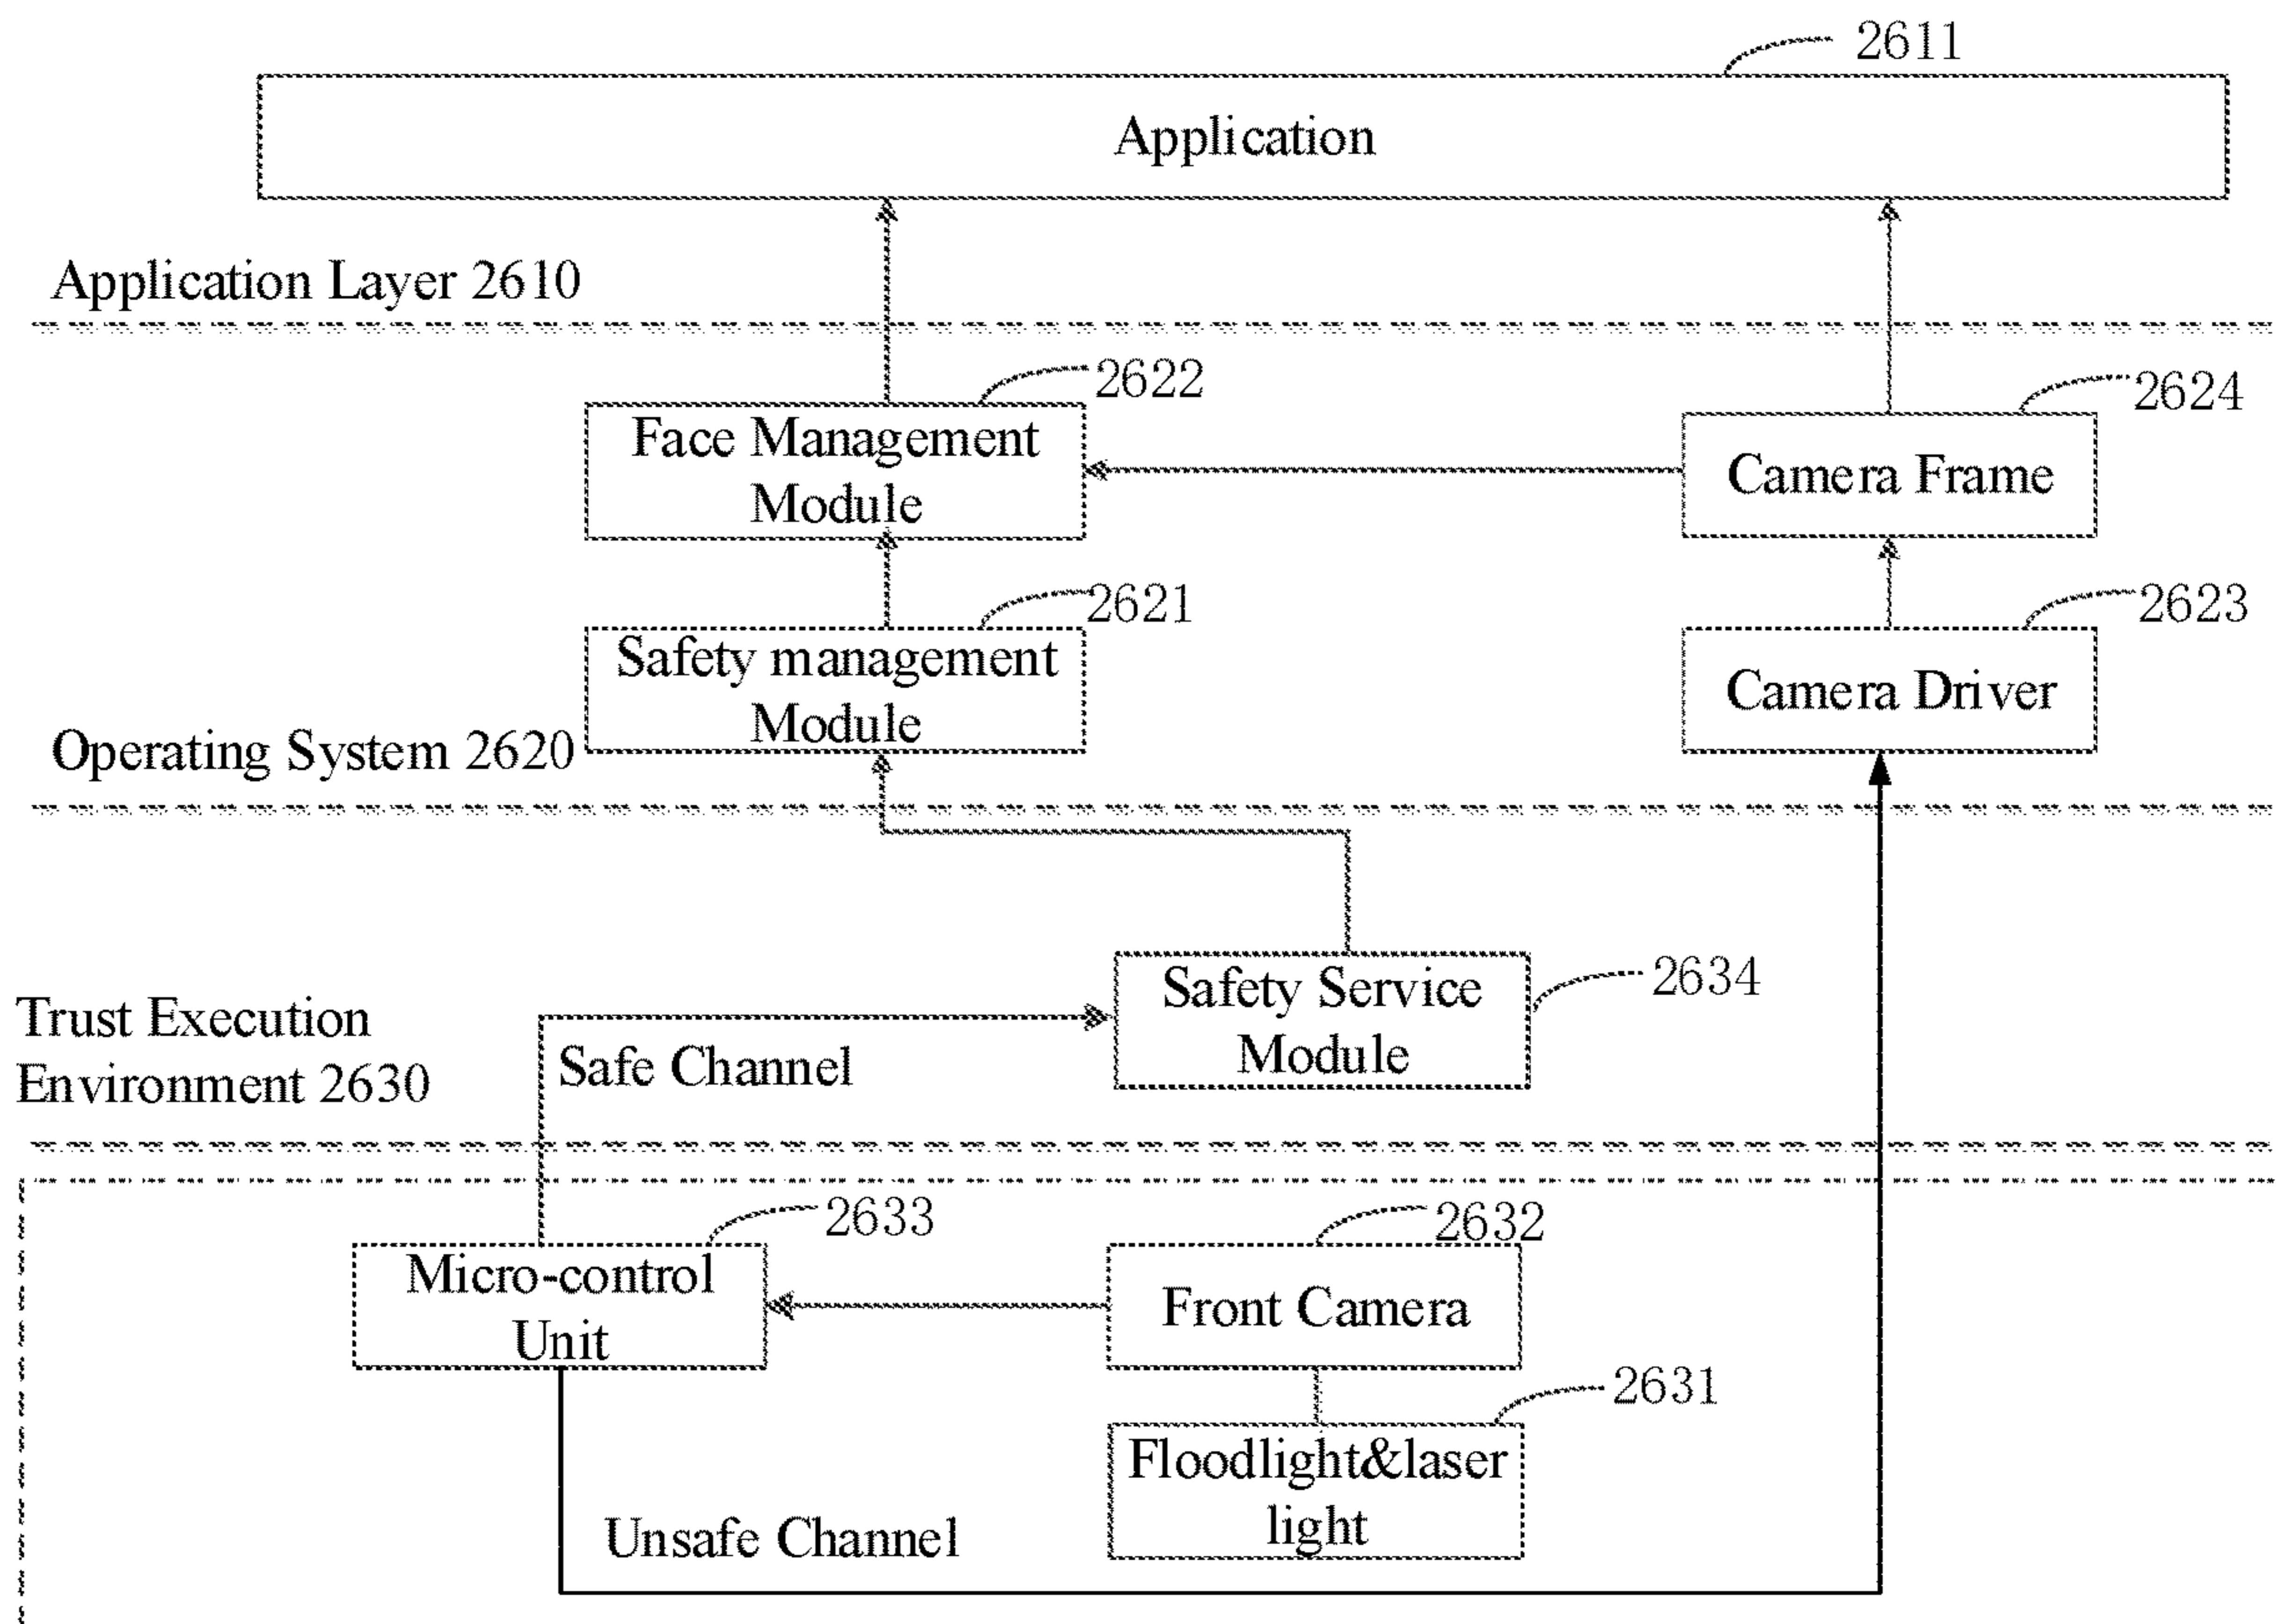 2611
Application
Application Layer 2610
2622
2624
Face Management
Module
Camera Frame
2621
2623
Safety management
Module
Camera Driver
Operating System 2620
2634
Safety Service
Module
Trust Execution
Environment 2630
Safe Channel
2633
2632
Micro-control
Unit
Front Camera
2631
Floodlight&laser
light
Unsafe Channel